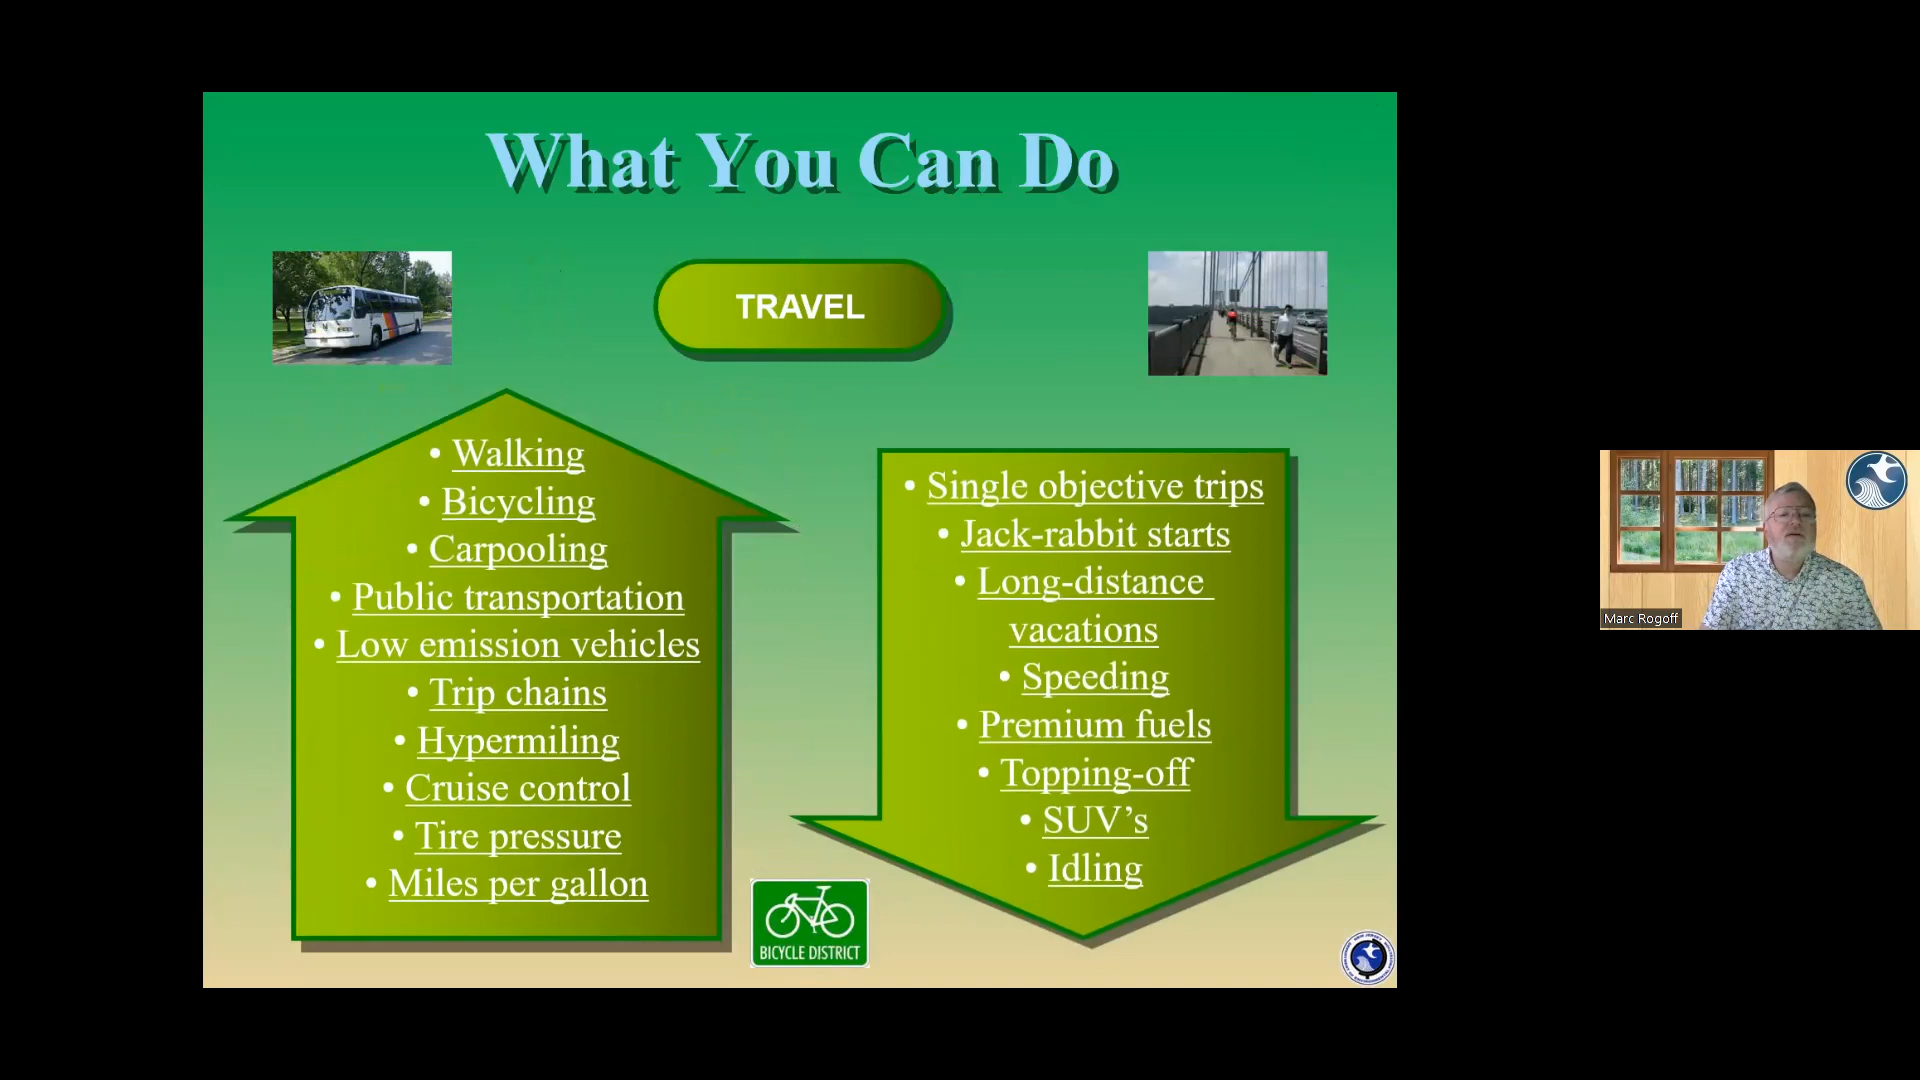 What You Can Do
TRAVEL
• Walking
• Bicycling
• Carpooling
• Public transportation
• Low emission vehicles
• Trip chains
• Hypermiling
• Cruise control
• Tire pressure
• Miles per gallon
• Single objective trips
• Jack-rabbit starts
• Long-distance
vacations
• Speeding
• Premium fuels
• Topping-off
• SUV’s
• Idling
BICYCLE DISTRICT
Marc Rogoff